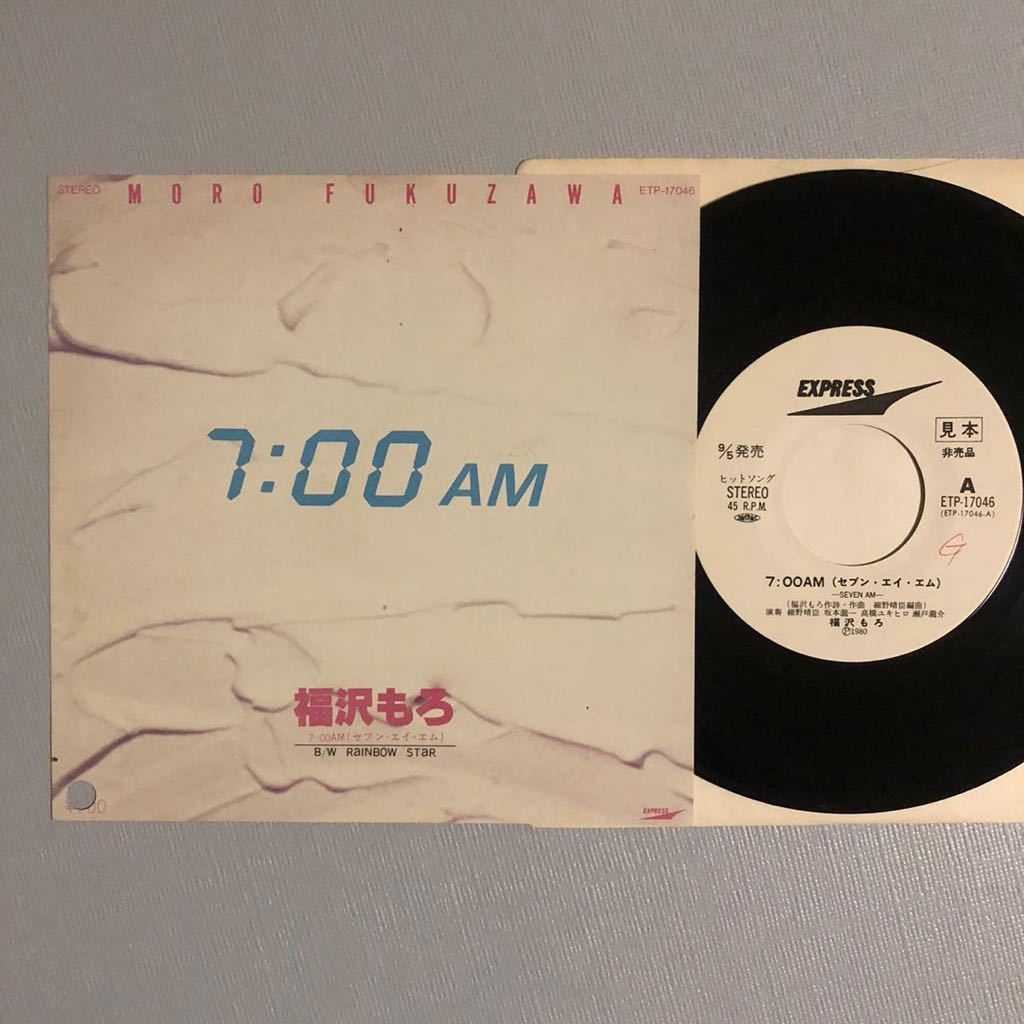 STEREO MORO FUKUZAWA ETP-17046
7:00 AM
福沢もろ
7:00AM(セブン・エイ・エム)
B/W RaINBOW STaR
EXPRESS
EXPRESS
9/5発売
見本
非売品
ヒットソング
STEREO
45 R.P.M.
A
ETP-17046
(ETP-17046-A)
G
7:00AM(セブン・エイ・エム)
—SEVEN AM—
(福沢もろ作詩・作曲 細野晴臣編曲)
演奏 細野晴臣 坂本龍一 高橋ユキヒロ 瀬戸龍介
福沢もろ
Ⓟ1980